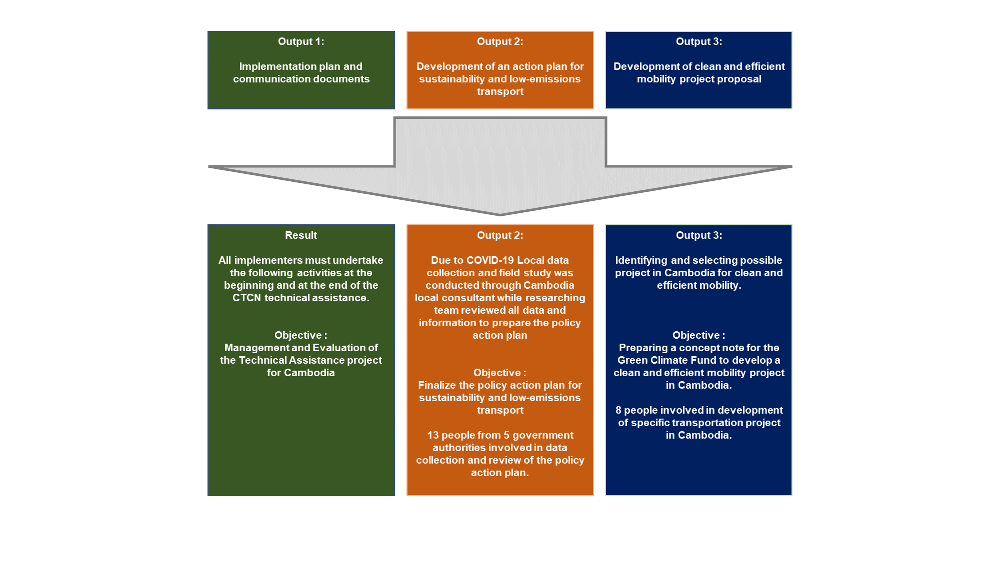 Output 1:
Implementation plan and
communication documents
Output 2:
Development of an action plan for
sustainability and low-emissions
transport
Output 3:
Development of clean and efficient
mobility project proposal
Result
All implementers must undertake
the following activities at the
beginning and at the end of the
CTCN technical assistance.
Objective :
Management and Evaluation of
the Technical Assistance project
for Cambodia
Output 2:
Due to COVID-19 Local data
collection and field study was
conducted through Cambodia
local consultant while researching
team reviewed all data and
information to prepare the policy
action plan
Objective :
Finalize the policy action plan for
sustainability and low-emissions
transport
13 people from 5 government
authorities involved in data
collection and review of the policy
action plan.
Output 3:
Identifying and selecting possible
project in Cambodia for clean and
efficient mobility.
Objective :
Preparing a concept note for the
Green Climate Fund to develop a
clean and efficient mobility project
in Cambodia.
8 people involved in development
of specific transportation project
in Cambodia.